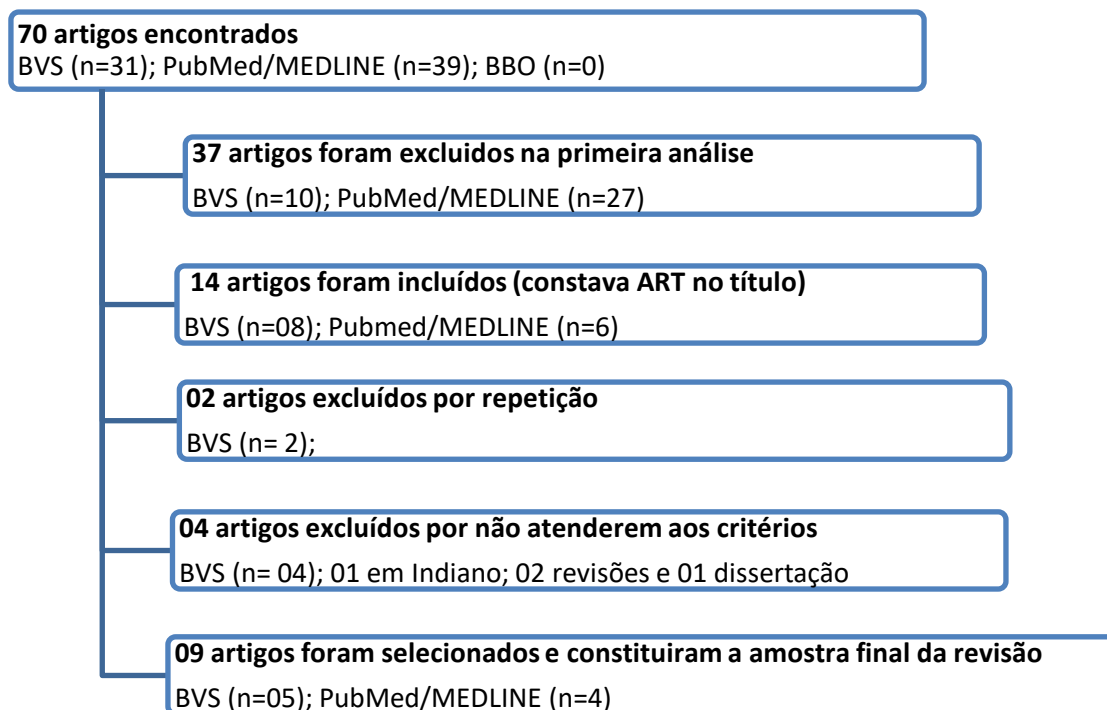 70 artigos encontrados
BVS (n=31); PubMed/MEDLINE (n=39); BBO (n=0)
37 artigos foram excluidos na primeira análise
BVS (n=10); PubMed/MEDLINE (n=27)
14 artigos foram incluídos (constava ART no título)
BVS (n=08); Pubmed/MEDLINE (n=6)
02 artigos excluídos por repetição
BVS (n= 2);
04 artigos excluídos por não atenderem aos critérios
BVS (n= 04); 01 em Indiano; 02 revisões e 01 dissertação
09 artigos foram selecionados e constituiram a amostra final da revisão
BVS (n=05); PubMed/MEDLINE (n=4)